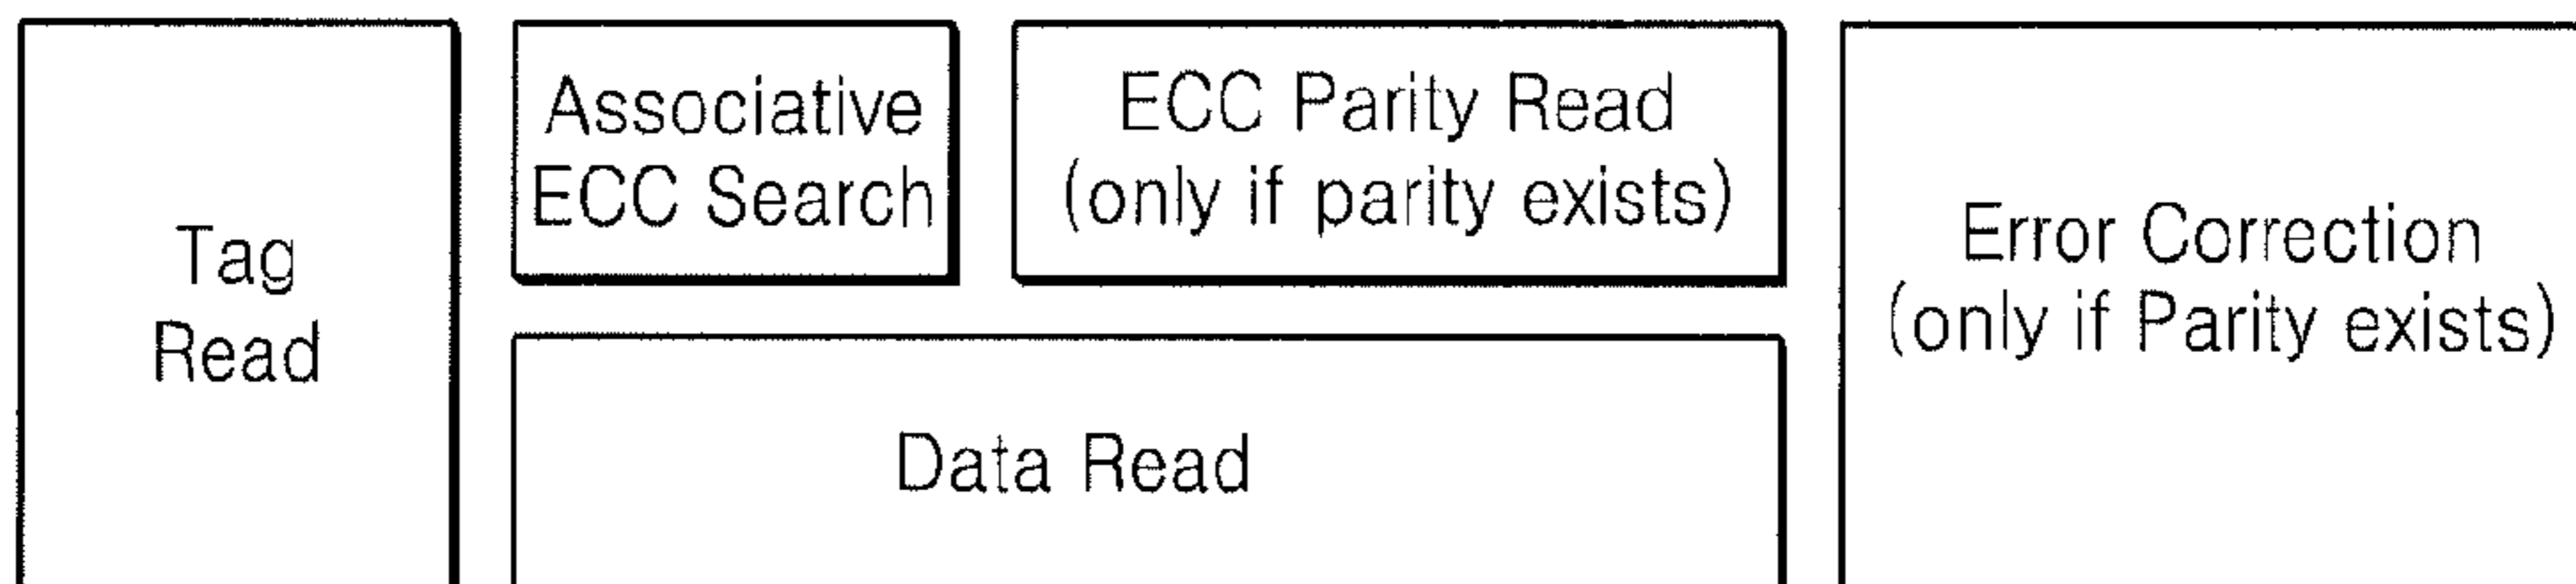 Tag
Read
Associative
ECC Search
ECC Parity Read
(only if parity exists)
Data Read
Error Correction
(only if Parity exists)